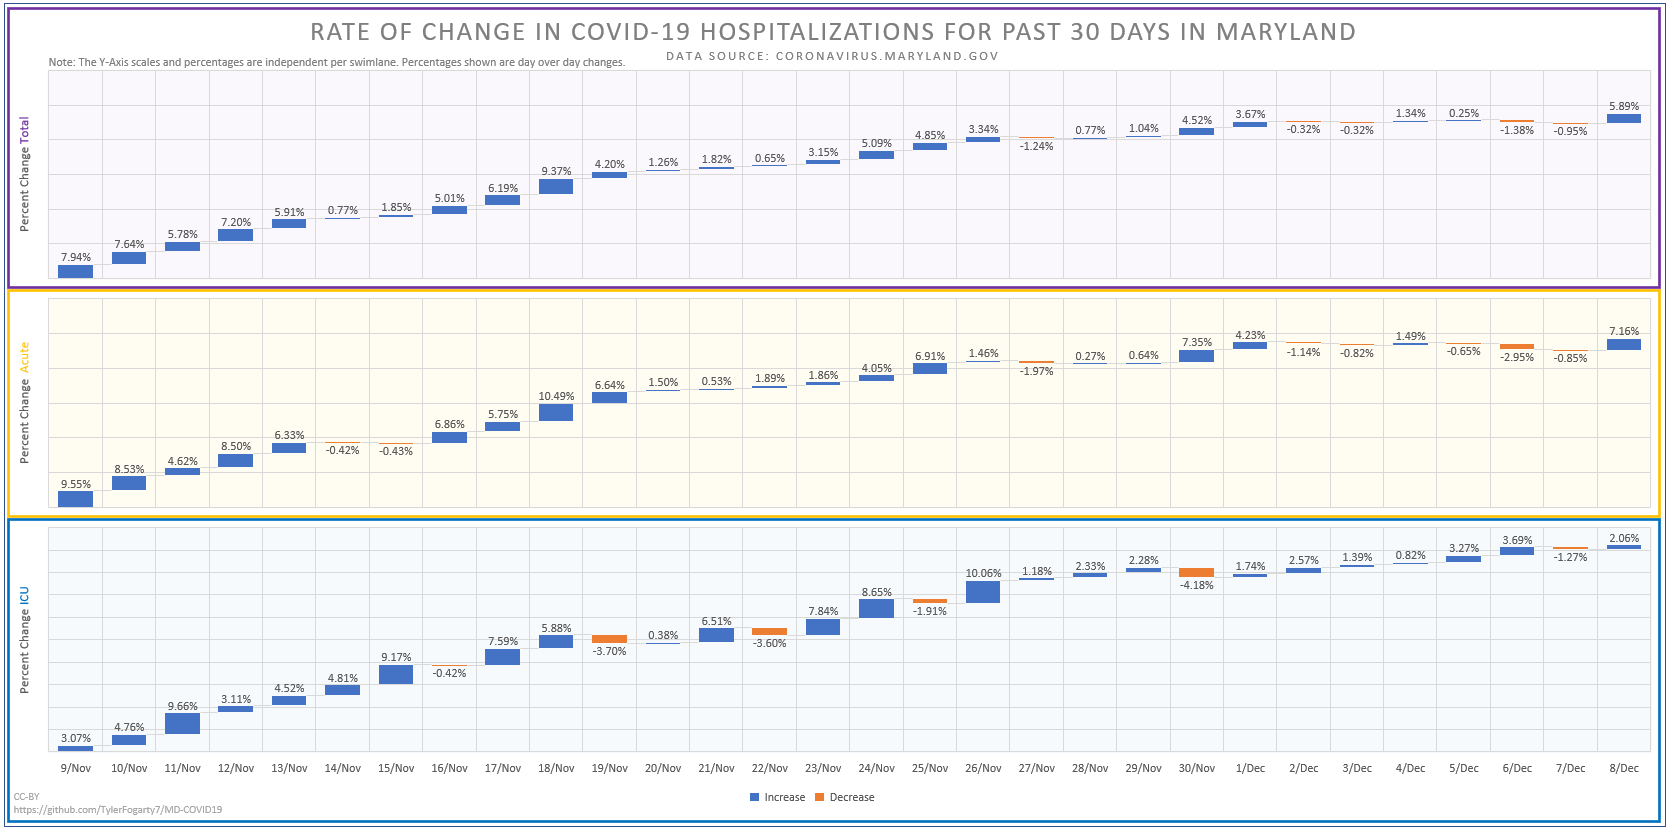 RATE OF CHANGE IN COVID-19 HOSPITALIZATIONS FOR PAST 30 DAYS IN MARYLAND
DATA SOURCE: CORONAVIRUS.MARYLAND.GOV
Note: The Y-Axis scales and percentages are independent per swimlane. Percentages shown are day over day changes.
Percent Change Total
7.94% 7.64% 5.78% 7.20% 5.91% 0.77% 1.85% 5.01% 6.19% 9.37% 4.20% 1.26% 1.82% 0.65% 3.15% 5.09% 4.85% 3.34% -1.24% 0.77% 1.04% 4.52% 3.67% -0.32% -0.32% 1.34% 0.25% -1.38% -0.95% 5.89%
Percent Change Acute
9.55% 8.53% 4.62% 8.50% 6.33% -0.42% -0.43% 6.86% 5.75% 10.49% 6.64% 1.50% 0.53% 1.89% 1.86% 4.05% 6.91% 1.46% -1.97% 0.27% 0.64% 7.35% 4.23% -1.14% -0.82% 1.49% -0.65% -2.95% -0.85% 7.16%
Percent Change ICU
3.07% 4.76% 9.66% 3.11% 4.52% 4.81% 9.17% -0.42% 7.59% 5.88% -3.70% 0.38% 6.51% -3.60% 7.84% 8.65% -1.91% 10.06% 1.18% 2.33% 2.28% -4.18% 1.74% 2.57% 1.39% 0.82% 3.27% 3.69% -1.27% 2.06%
9/Nov 10/Nov 11/Nov 12/Nov 13/Nov 14/Nov 15/Nov 16/Nov 17/Nov 18/Nov 19/Nov 20/Nov 21/Nov 22/Nov 23/Nov 24/Nov 25/Nov 26/Nov 27/Nov 28/Nov 29/Nov 30/Nov 1/Dec 2/Dec 3/Dec 4/Dec 5/Dec 6/Dec 7/Dec 8/Dec
Increase Decrease
CC-BY
https://github.com/TylerFogarty7/MD-COVID19